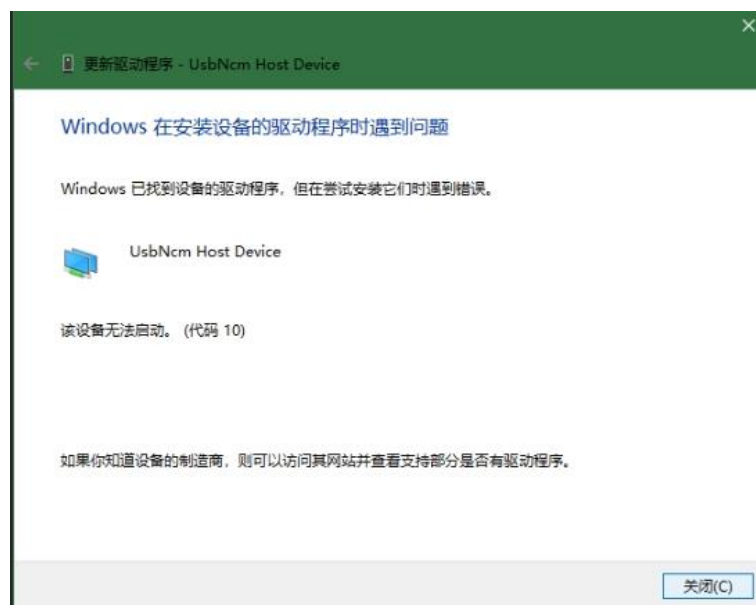 更新驱动程序 - UsbNcm Host Device
Windows 在安装设备的驱动程序时遇到问题
Windows 已找到设备的驱动程序，但在尝试安装它们时遇到错误。
UsbNcm Host Device
该设备无法启动。 (代码 10)
如果你知道设备的制造商，则可以访问其网站并查看支持部分是否有驱动程序。
关闭(C)